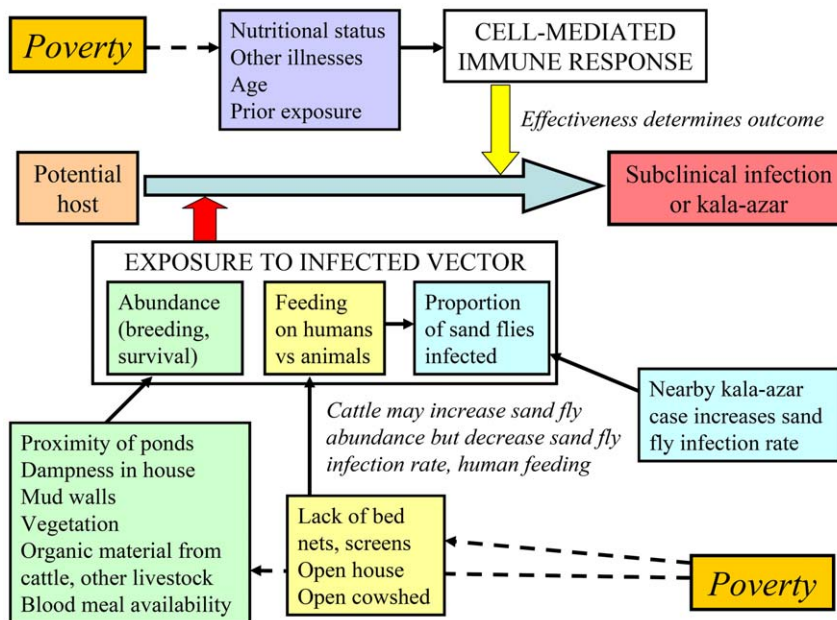 Poverty
Nutritional status
Other illnesses
Age
Prior exposure
CELL-MEDIATED
IMMUNE RESPONSE
Effectiveness determines outcome
Potential
host
Subclinical infection
or kala-azar
EXPOSURE TO INFECTED VECTOR
Abundance
(breeding,
survival)
Feeding
on humans
vs animals
Proportion
of sand flies
infected
Nearby kala-azar
case increases sand
fly infection rate
Cattle may increase sand fly
abundance but decrease sand fly
infection rate, human feeding
Proximity of ponds
Dampness in house
Mud walls
Vegetation
Organic material from
cattle, other livestock
Blood meal availability
Lack of bed
nets, screens
Open house
Open cowshed
Poverty